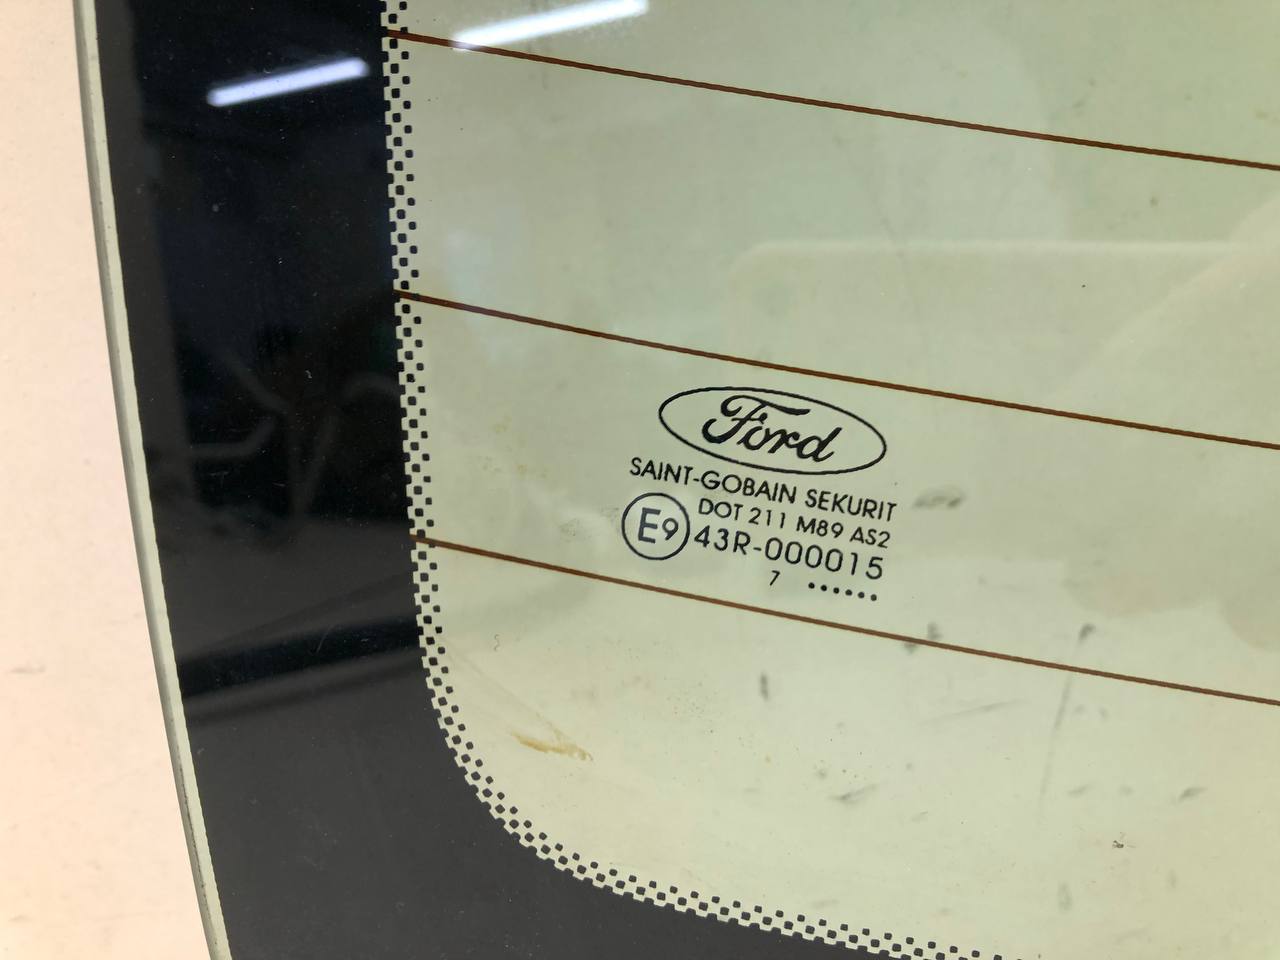 Ford
SAINT-GOBAIN SEKURIT
DOT 211 M89 AS2
E9 43R-000015
7 ......